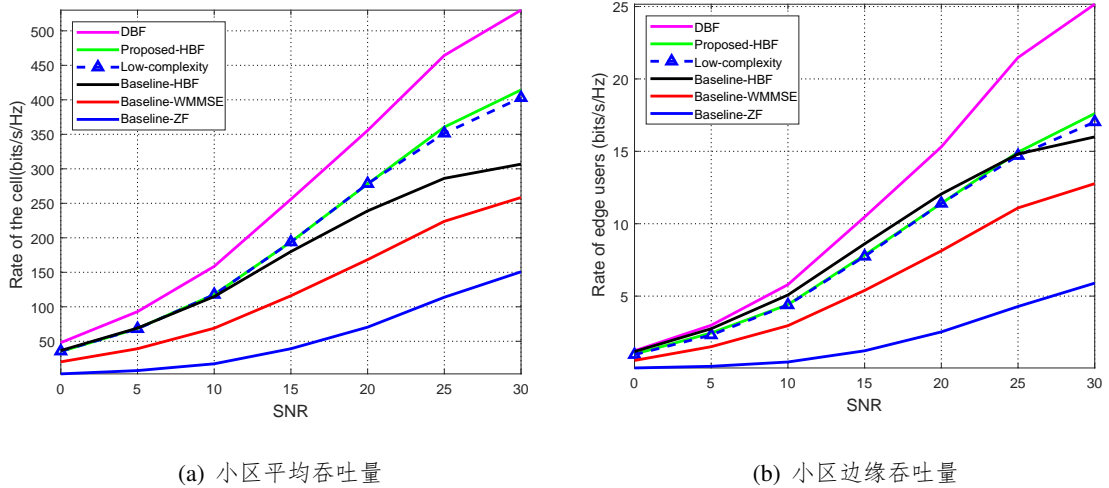 Rate of the cell(bits/s/Hz)
500
450
400
350
300
250
200
150
100
50
DBF
Proposed-HBF
Low-complexity
Baseline-HBF
Baseline-WMMSE
Baseline-ZF
0 5 10 15 20 25 30
SNR
(a) 小区平均吞吐量
Rate of edge users (bits/s/Hz)
25
20
15
10
5
DBF
Proposed-HBF
Low-complexity
Baseline-HBF
Baseline-WMMSE
Baseline-ZF
0 5 10 15 20 25 30
SNR
(b) 小区边缘吞吐量